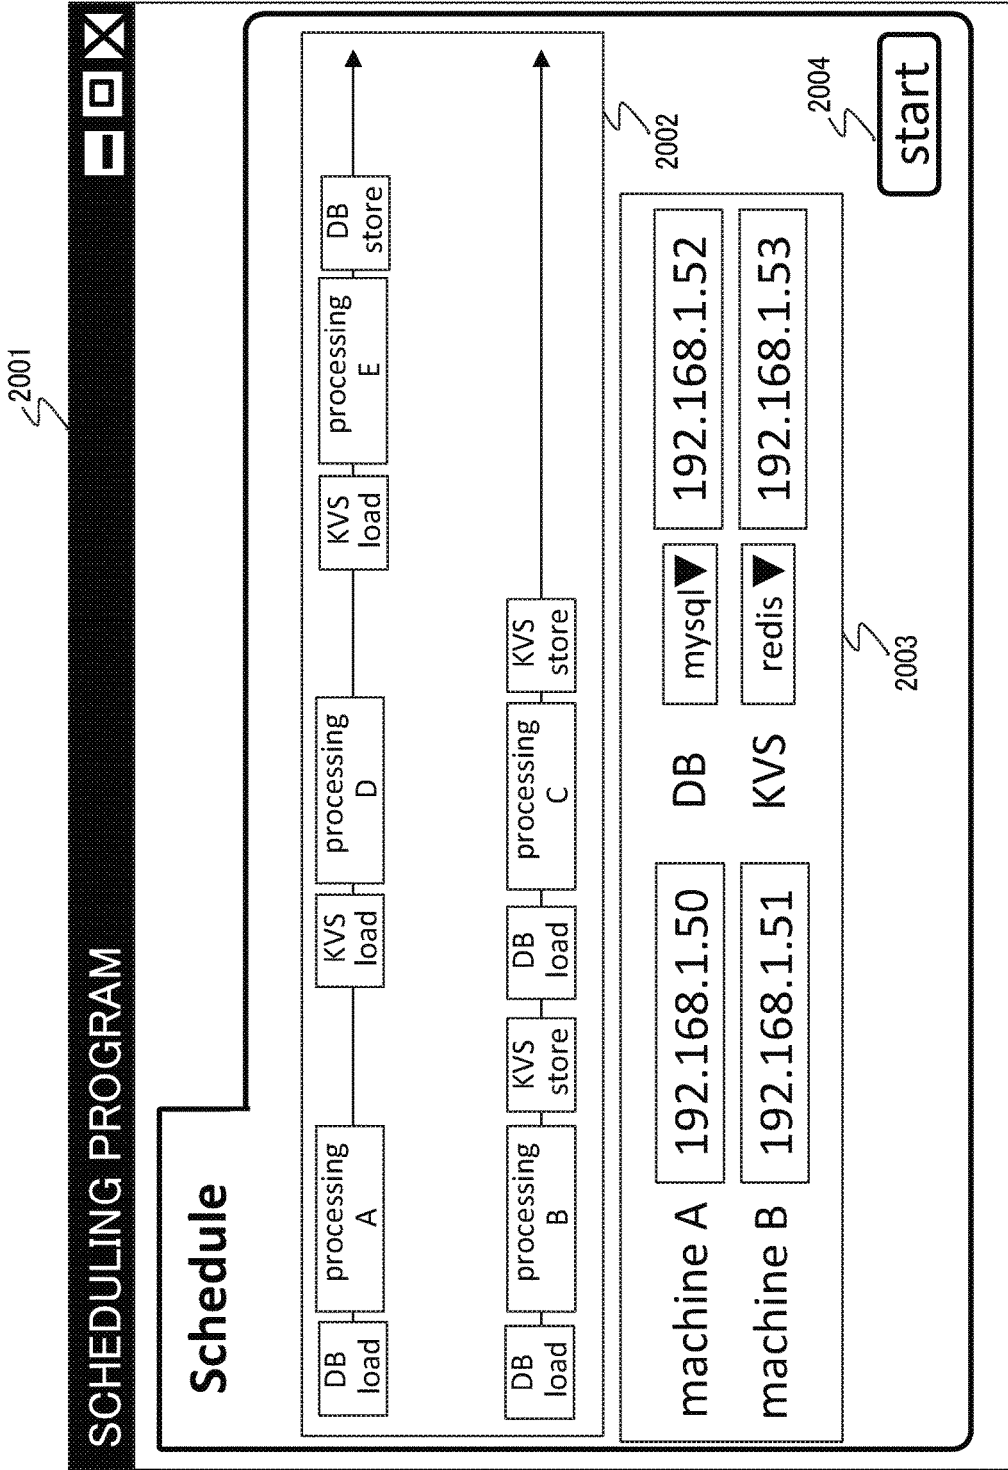 2001
SCHEDULING PROGRAM
Schedule
DB
load
processing
A
KVS
load
processing
D
KVS
load
processing
E
DB
store
DB
load
processing
B
KVS
store
DB
load
processing
C
KVS
store
2002
machine A 192.168.1.50 DB mysql▼ 192.168.1.52
machine B 192.168.1.51 KVS redis▼ 192.168.1.53
2003
2004
start